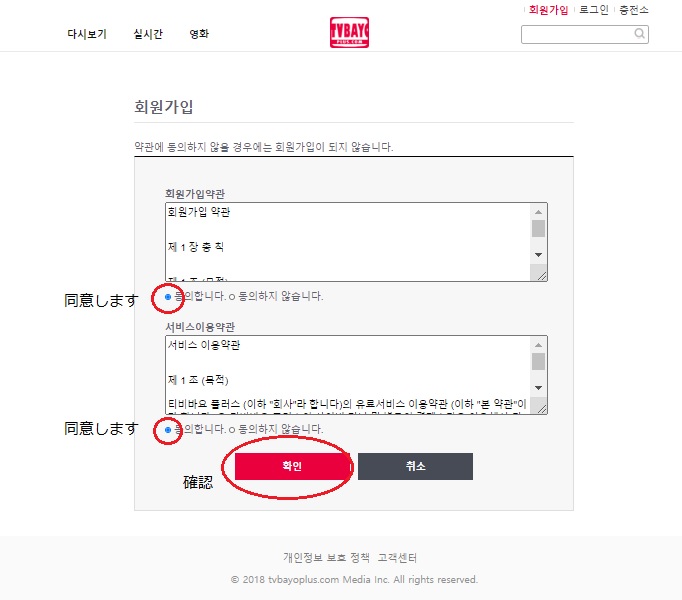 회원가입 로그인 충전소
다시보기 실시간 영화
TVBAYO
PLUS.COM
회원가입
약관에 동의하지 않을 경우에는 회원가입이 되지 않습니다.
회원가입약관
회원가입 약관
제 1 장 총 칙
제 1 조 (목적)
同意します
동의합니다. 동의하지 않습니다.
서비스이용약관
서비스 이용약관
제 1 조 (목적)
티비바요 플러스 (이하 "회사"라 합니다)의 유료서비스 이용약관 (이하 "본 약관"이
同意します
동의합니다. 동의하지 않습니다.
확인 취소
確認
개인정보 보호 정책 고객센터
© 2018 tvbayoplus.com Media Inc. All rights reserved.